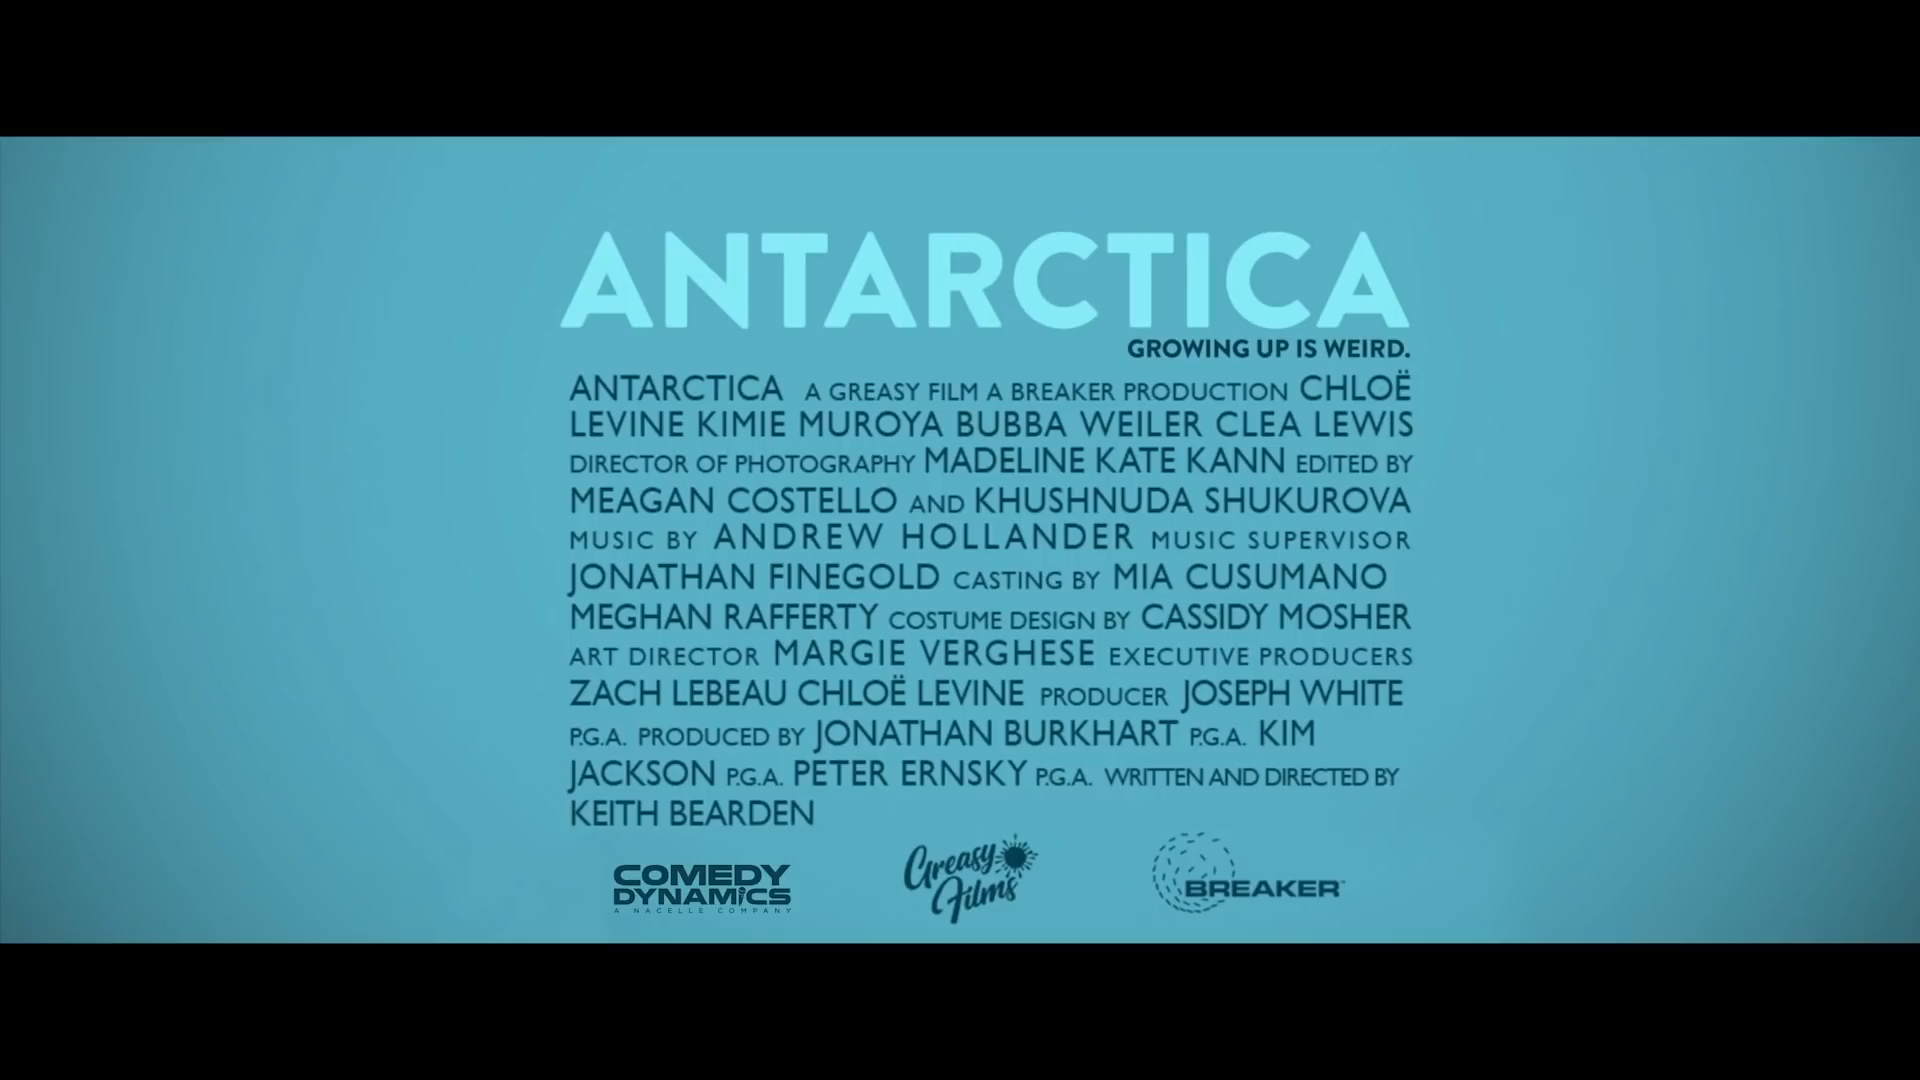 ANTARCTICA
GROWING UP IS WEIRD.
ANTARCTICA A GREASY FILM A BREAKER PRODUCTION CHLOË
LEVINE KIMIE MUROYA BUBBA WEILER CLEA LEWIS
DIRECTOR OF PHOTOGRAPHY MADELINE KATE KANN EDITED BY
MEAGAN COSTELLO AND KHUSHNUDA SHUKUROVA
MUSIC BY ANDREW HOLLANDER MUSIC SUPERVISOR
JONATHAN FINEGOLD CASTING BY MIA CUSUMANO
MEGHAN RAFFERTY COSTUME DESIGN BY CASSIDY MOSHER
ART DIRECTOR MARGIE VERGHESE EXECUTIVE PRODUCERS
ZACH LEBEAU CHLOË LEVINE PRODUCER JOSEPH WHITE
P.G.A. PRODUCED BY JONATHAN BURKHART P.G.A. KIM
JACKSON P.G.A. PETER ERNSKY P.G.A. WRITTEN AND DIRECTED BY
KEITH BEARDEN
COMEDY
DYNAMICS
A NACELLE COMPANY
Greasy
Films
BREAKER